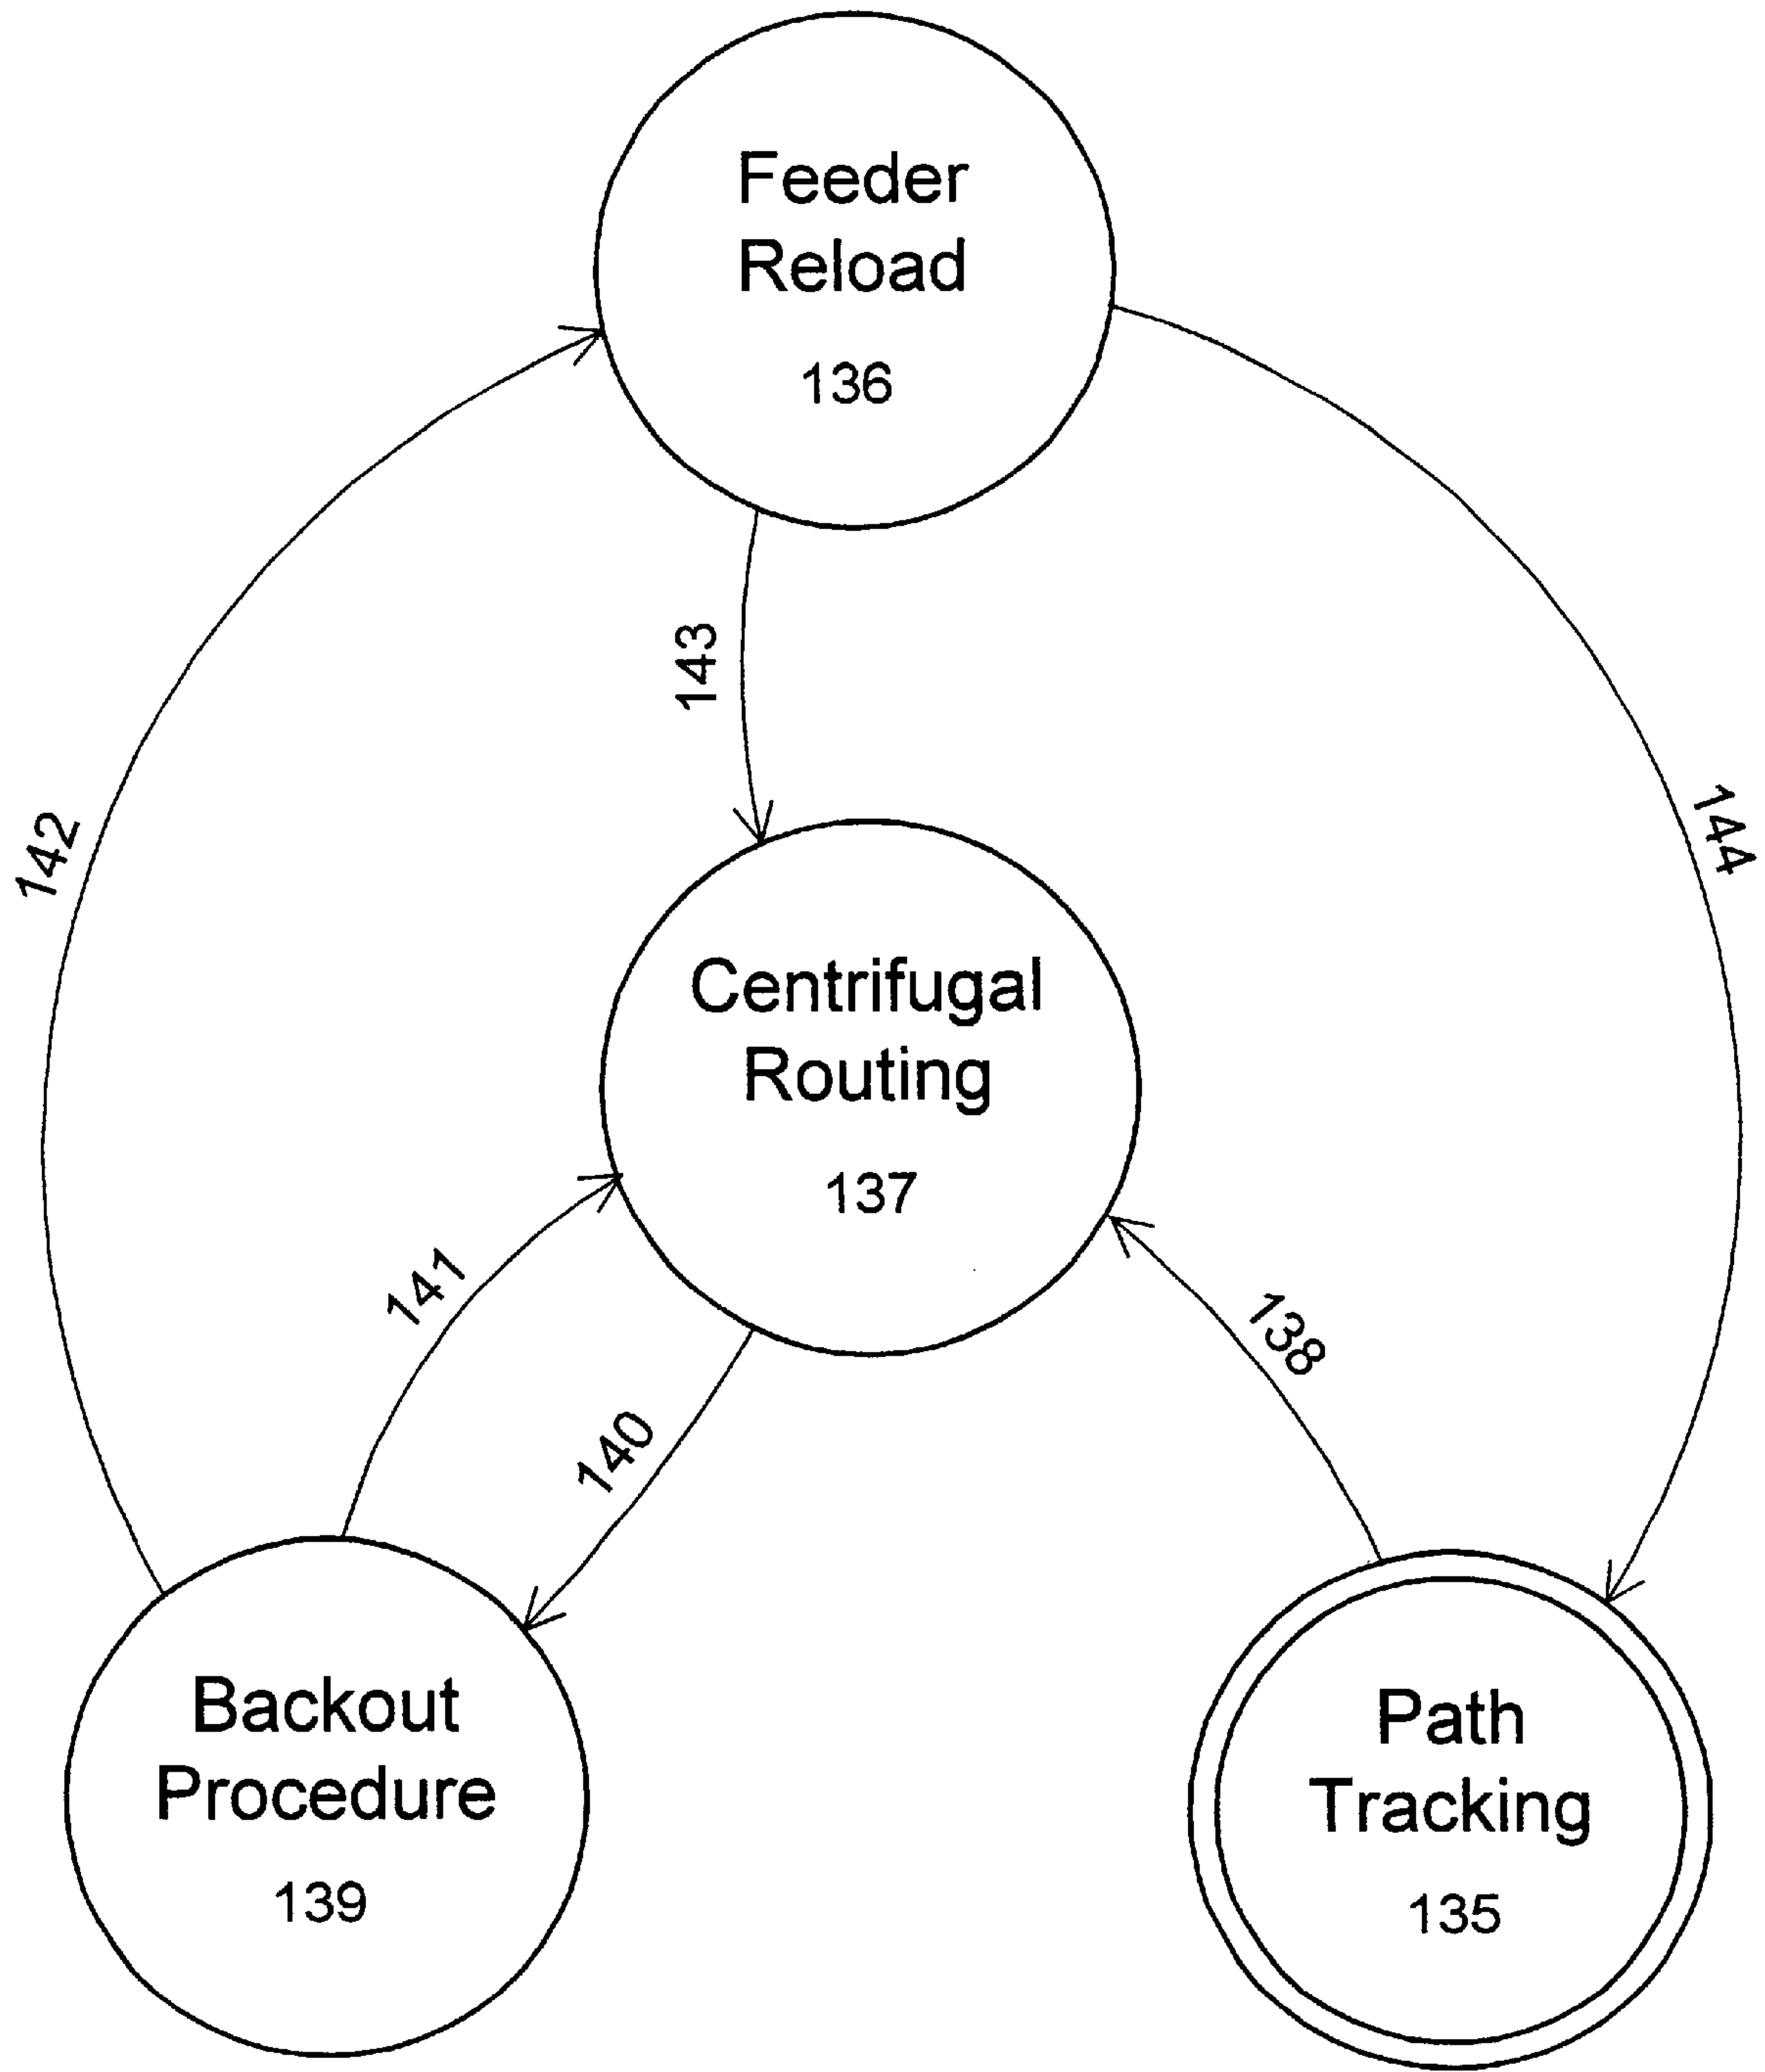 Feeder
Reload
136
143
142
144
Centrifugal
Routing
137
141
138
140
Backout
Procedure
139
Path
Tracking
135